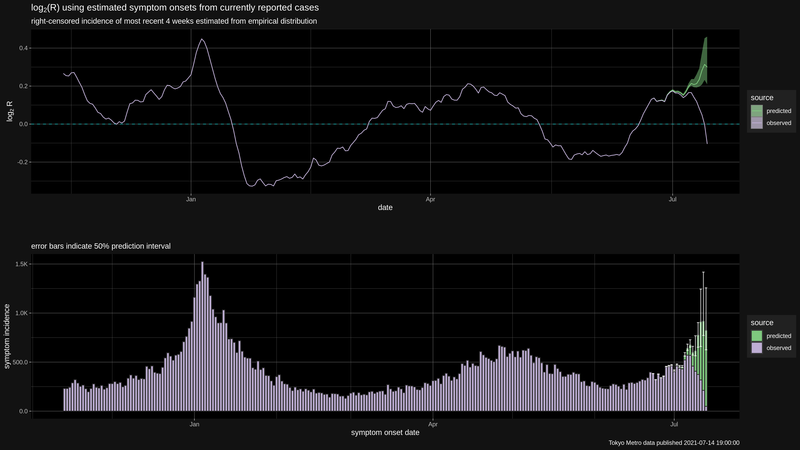 log₂(R) using estimated symptom onsets from currently reported cases
right-censored incidence of most recent 4 weeks estimated from empirical distribution
0.4
0.2
0.0
-0.2
log₂ R
Jan
Apr
Jul
date
source
predicted
observed
error bars indicate 50% prediction interval
1.5K
1.0K
500.0
0.0
symptom incidence
Jan
Apr
Jul
symptom onset date
source
predicted
observed
Tokyo Metro data published 2021-07-14 19:00:00